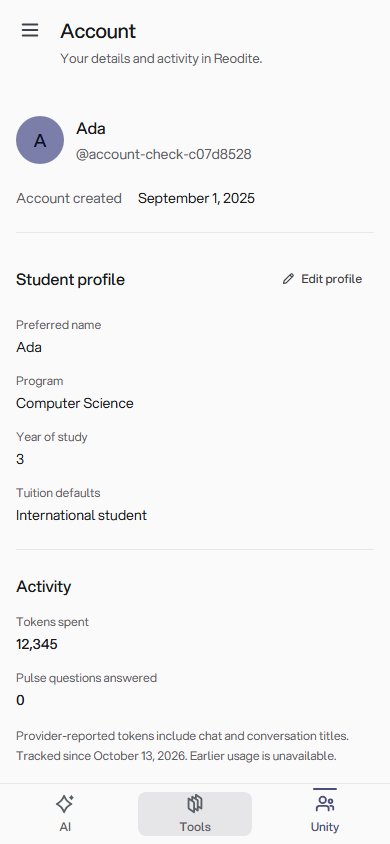 Account
Your details and activity in Reodite.
A
Ada
@account-check-c07d8528
Account created September 1, 2025
Student profile
Edit profile
Preferred name
Ada
Program
Computer Science
Year of study
3
Tuition defaults
International student
Activity
Tokens spent
12,345
Pulse questions answered
0
Provider-reported tokens include chat and conversation titles.
Tracked since October 13, 2026. Earlier usage is unavailable.
AI
Tools
Unity